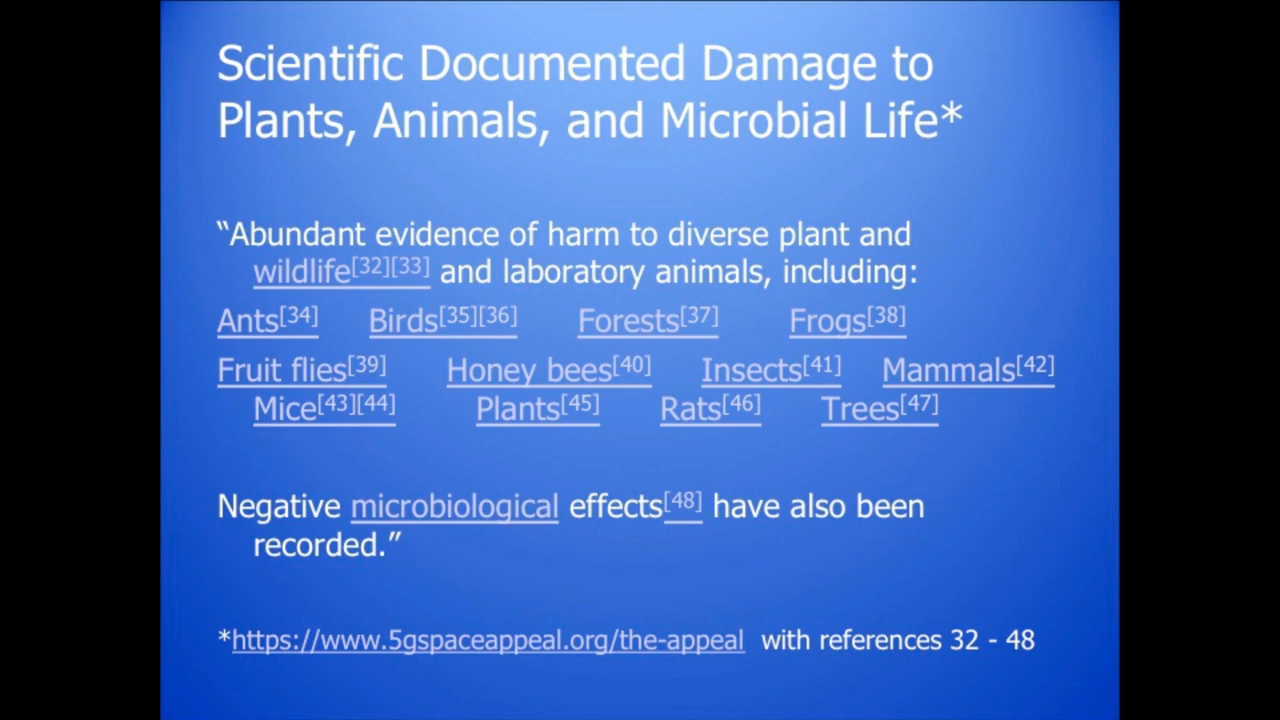 Scientific Documented Damage to
Plants, Animals, and Microbial Life*
“Abundant evidence of harm to diverse plant and
wildlife[32][33] and laboratory animals, including:
Ants[34] Birds[35][36] Forests[37] Frogs[38]
Fruit flies[39] Honey bees[40] Insects[41] Mammals[42]
Mice[43][44] Plants[45] Rats[46] Trees[47]
Negative microbiological effects[48] have also been
recorded.”
*https://www.5gspaceappeal.org/the-appeal with references 32 - 48